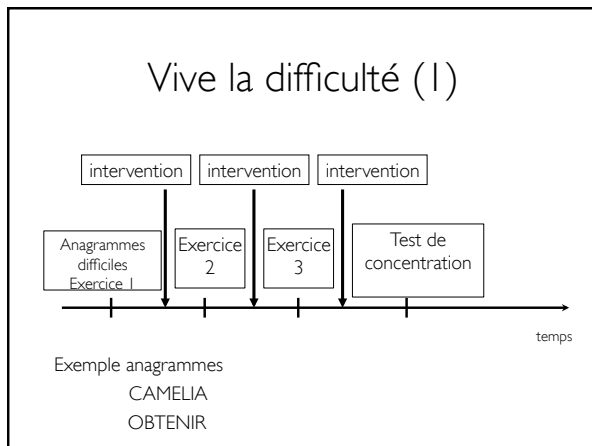 Vive la difficulté (1)
intervention
intervention
intervention
Anagrammes
difficiles
Exercice 1
Exercice
2
Exercice
3
Test de
concentration
temps
Exemple anagrammes
CAMELIA
OBTENIR